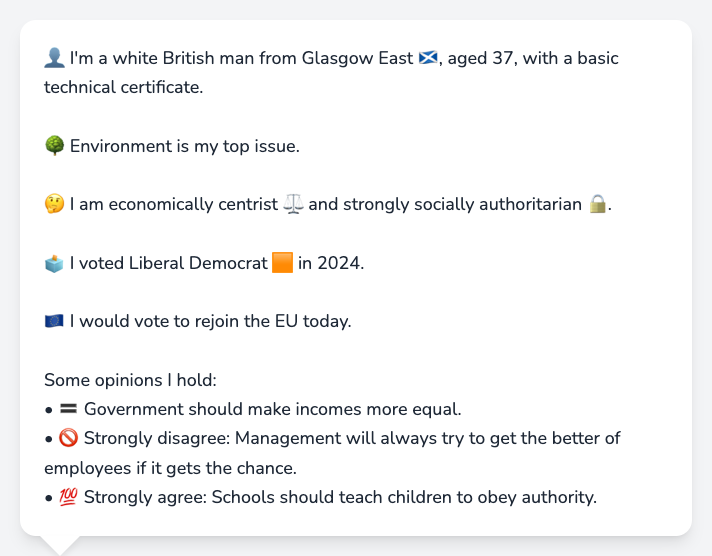 👤 I'm a white British man from Glasgow East 🏴󠁧󠁢󠁳󠁣󠁴󠁿, aged 37, with a basic
technical certificate.
🌳 Environment is my top issue.
🤔 I am economically centrist ⚖️ and strongly socially authoritarian 🔒.
🗳️ I voted Liberal Democrat 🟧 in 2024.
🇪🇺 I would vote to rejoin the EU today.
Some opinions I hold:
• 🟰 Government should make incomes more equal.
• 🚫 Strongly disagree: Management will always try to get the better of
employees if it gets the chance.
• 💯 Strongly agree: Schools should teach children to obey authority.